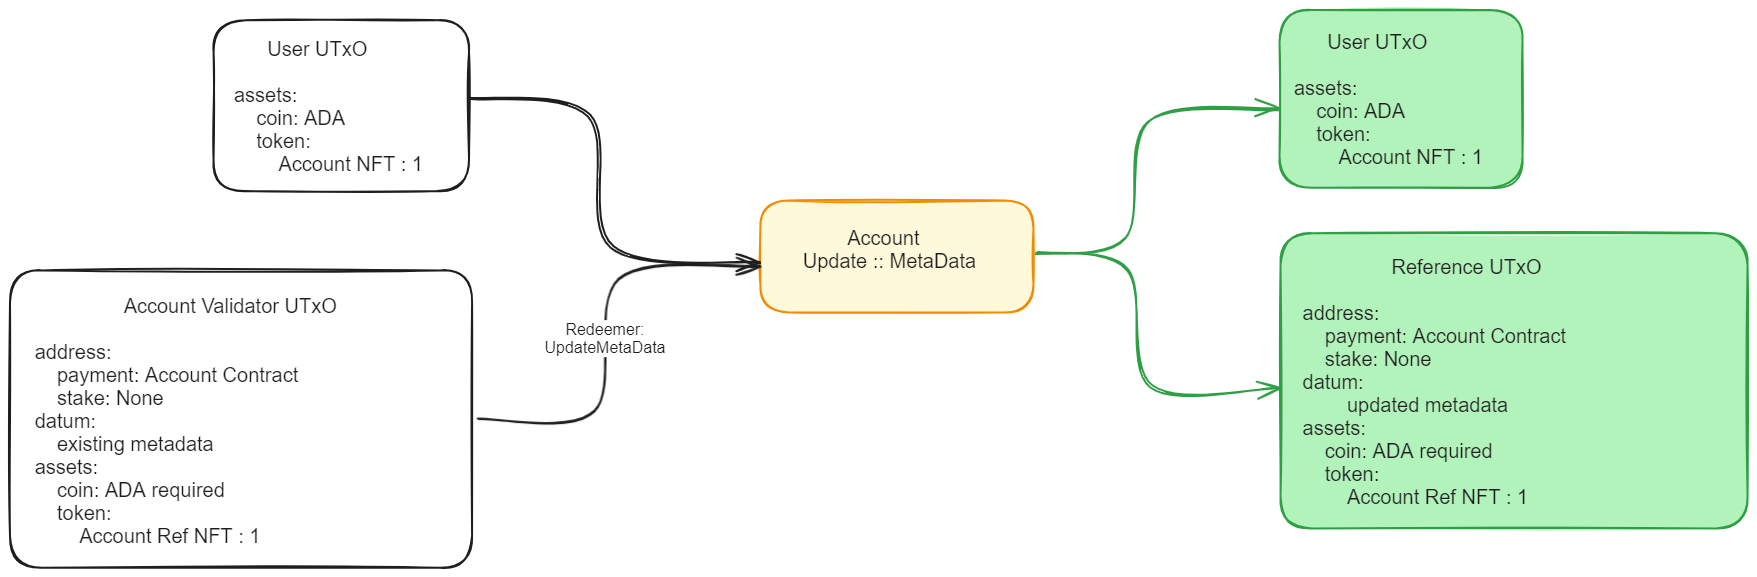 User UTxO
assets:
coin: ADA
token:
Account NFT : 1
Account Validator UTxO
address:
payment: Account Contract
stake: None
datum:
existing metadata
assets:
coin: ADA required
token:
Account Ref NFT : 1
Redeemer:
UpdateMetaData
Account
Update :: MetaData
User UTxO
assets:
coin: ADA
token:
Account NFT : 1
Reference UTxO
address:
payment: Account Contract
stake: None
datum:
updated metadata
assets:
coin: ADA required
token:
Account Ref NFT : 1